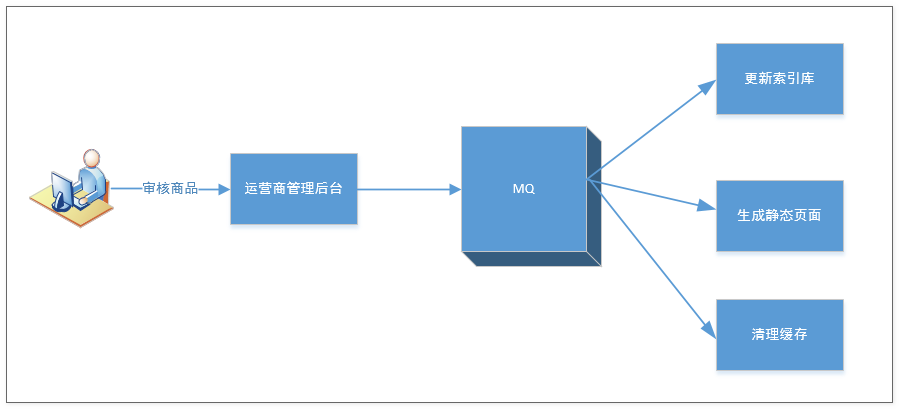 审核商品
运营商管理后台
MQ
更新索引库
生成静态页面
清理缓存